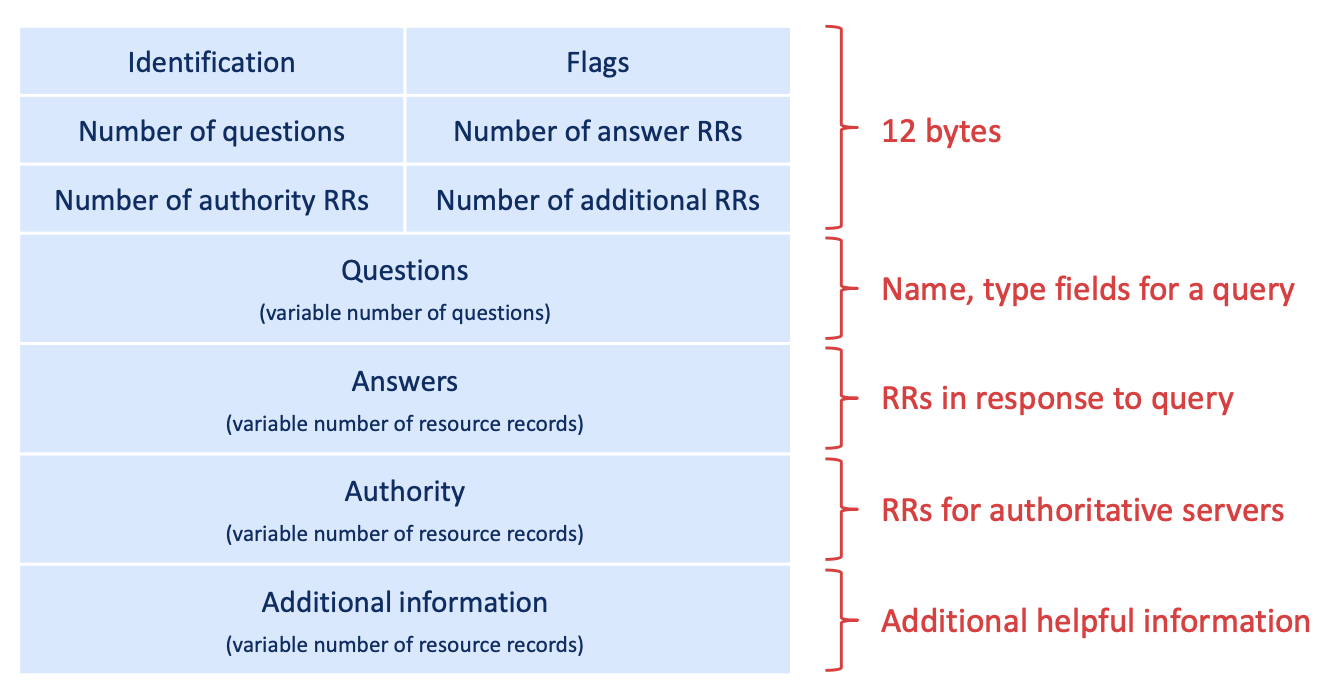 Identification
Flags
Number of questions
Number of answer RRs
12 bytes
Number of authority RRs
Number of additional RRs
Questions
(variable number of questions)
Name, type fields for a query
Answers
(variable number of resource records)
RRs in response to query
Authority
(variable number of resource records)
RRs for authoritative servers
Additional information
(variable number of resource records)
Additional helpful information